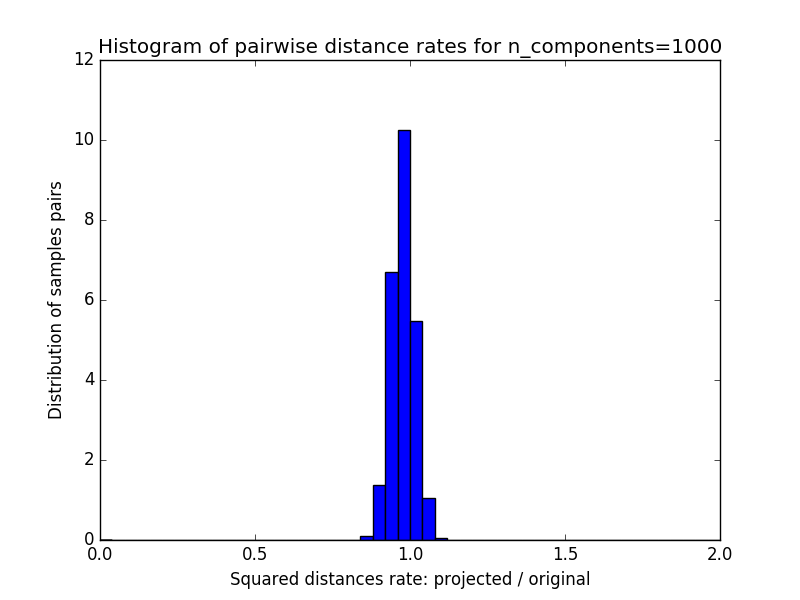 Histogram of pairwise distance rates for n_components=1000
12
10
8
6
4
2
0
Distribution of samples pairs
0.0 0.5 1.0 1.5 2.0
Squared distances rate: projected / original